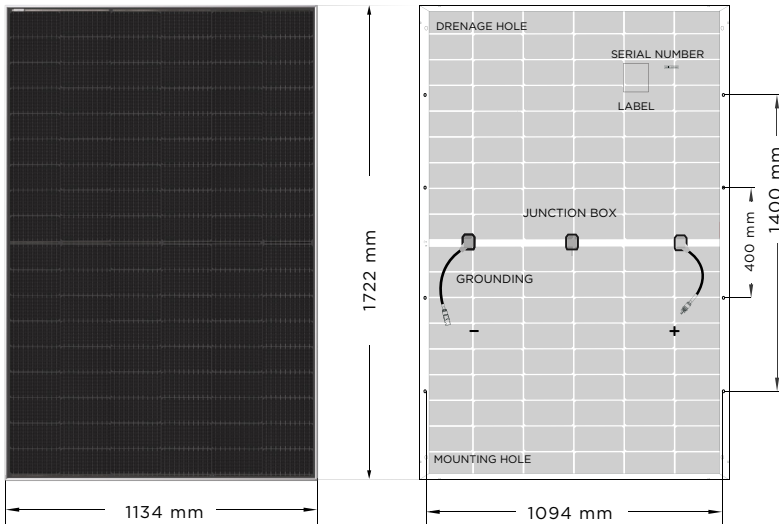 DRENAGE HOLE
SERIAL NUMBER
LABEL
JUNCTION BOX
GROUNDING
-
+
MOUNTING HOLE
1722 mm
1400 mm
400 mm
1134 mm
1094 mm